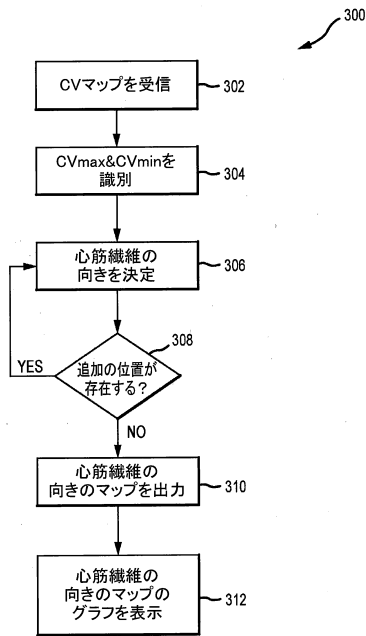 300
CVマップを受信
302
CVmax&CVminを
識別
304
心筋繊維の
向きを決定
306
308
追加の位置が
存在する?
YES
NO
心筋繊維の
向きのマップを出力
310
心筋繊維の
向きのマップの
グラフを表示
312